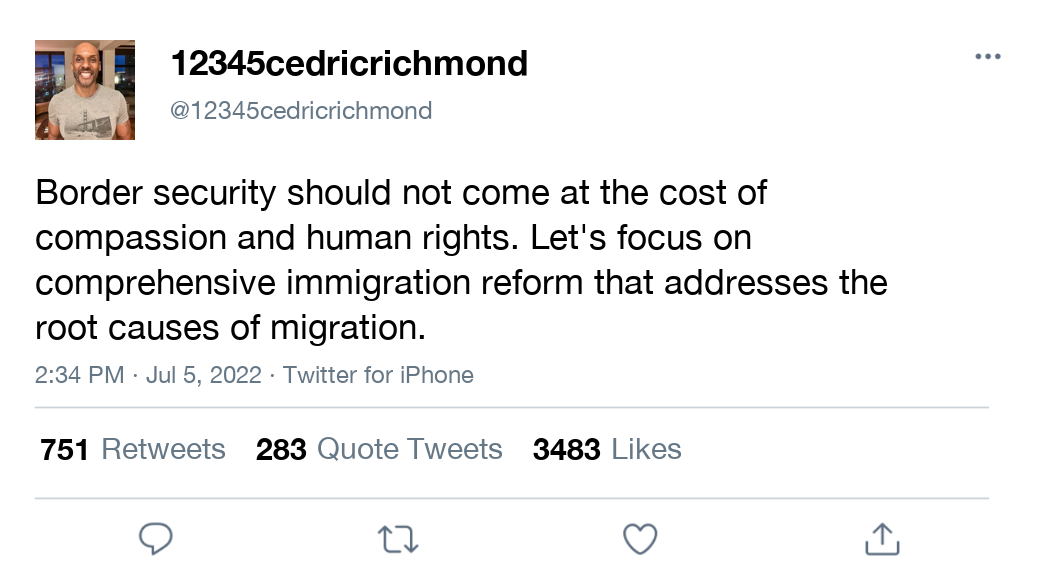 12345cedricrichmond
@12345cedricrichmond
Border security should not come at the cost of
compassion and human rights. Let's focus on
comprehensive immigration reform that addresses the
root causes of migration.
2:34 PM · Jul 5, 2022 · Twitter for iPhone
751 Retweets 283 Quote Tweets 3483 Likes